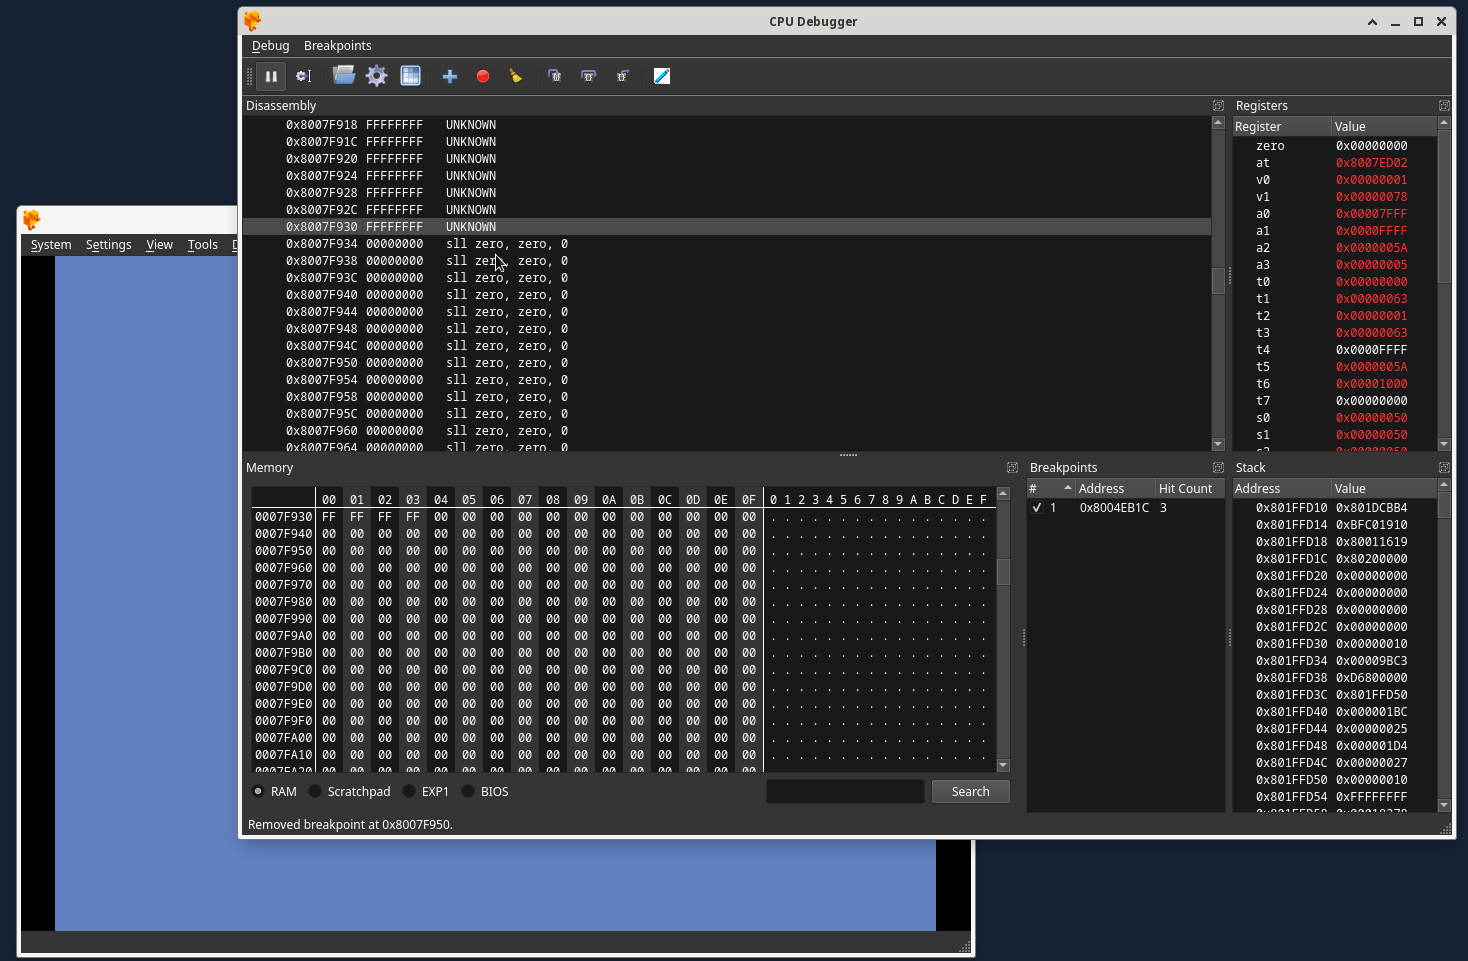 CPU Debugger
Debug Breakpoints
Disassembly
0x8007F918 FFFFFFFF UNKNOWN
0x8007F91C FFFFFFFF UNKNOWN
0x8007F920 FFFFFFFF UNKNOWN
0x8007F924 FFFFFFFF UNKNOWN
0x8007F928 FFFFFFFF UNKNOWN
0x8007F92C FFFFFFFF UNKNOWN
0x8007F930 FFFFFFFF UNKNOWN
0x8007F934 00000000 sll zero, zero, 0
0x8007F938 00000000 sll zero, zero, 0
0x8007F93C 00000000 sll zero, zero, 0
0x8007F940 00000000 sll zero, zero, 0
0x8007F944 00000000 sll zero, zero, 0
0x8007F948 00000000 sll zero, zero, 0
0x8007F94C 00000000 sll zero, zero, 0
0x8007F950 00000000 sll zero, zero, 0
0x8007F954 00000000 sll zero, zero, 0
0x8007F958 00000000 sll zero, zero, 0
0x8007F95C 00000000 sll zero, zero, 0
0x8007F960 00000000 sll zero, zero, 0
0x8007F964 00000000 sll zero, zero, 0
Registers
Register Value
zero 0x00000000
at 0x8007ED02
v0 0x00000001
v1 0x00000078
a0 0x00007FFF
a1 0x0000FFFF
a2 0x0000005A
a3 0x00000005
t0 0x00000000
t1 0x00000063
t2 0x00000001
t3 0x00000063
t4 0x0000FFFF
t5 0x0000005A
t6 0x00001000
t7 0x00000000
s0 0x00000050
s1 0x00000050
System Settings View Tools
Memory
00 01 02 03 04 05 06 07 08 09 0A 0B 0C 0D 0E 0F 0 1 2 3 4 5 6 7 8 9 A B C D E F
0007F930 FF FF FF FF 00 00 00 00 00 00 00 00 00 00 00 00 . . . . . . . . . . . . . . . .
0007F940 00 00 00 00 00 00 00 00 00 00 00 00 00 00 00 00 . . . . . . . . . . . . . . . .
0007F950 00 00 00 00 00 00 00 00 00 00 00 00 00 00 00 00 . . . . . . . . . . . . . . . .
0007F960 00 00 00 00 00 00 00 00 00 00 00 00 00 00 00 00 . . . . . . . . . . . . . . . .
0007F970 00 00 00 00 00 00 00 00 00 00 00 00 00 00 00 00 . . . . . . . . . . . . . . . .
0007F980 00 00 00 00 00 00 00 00 00 00 00 00 00 00 00 00 . . . . . . . . . . . . . . . .
0007F990 00 00 00 00 00 00 00 00 00 00 00 00 00 00 00 00 . . . . . . . . . . . . . . . .
0007F9A0 00 00 00 00 00 00 00 00 00 00 00 00 00 00 00 00 . . . . . . . . . . . . . . . .
0007F9B0 00 00 00 00 00 00 00 00 00 00 00 00 00 00 00 00 . . . . . . . . . . . . . . . .
0007F9C0 00 00 00 00 00 00 00 00 00 00 00 00 00 00 00 00 . . . . . . . . . . . . . . . .
0007F9D0 00 00 00 00 00 00 00 00 00 00 00 00 00 00 00 00 . . . . . . . . . . . . . . . .
0007F9E0 00 00 00 00 00 00 00 00 00 00 00 00 00 00 00 00 . . . . . . . . . . . . . . . .
0007F9F0 00 00 00 00 00 00 00 00 00 00 00 00 00 00 00 00 . . . . . . . . . . . . . . . .
0007FA00 00 00 00 00 00 00 00 00 00 00 00 00 00 00 00 00 . . . . . . . . . . . . . . . .
0007FA10 00 00 00 00 00 00 00 00 00 00 00 00 00 00 00 00 . . . . . . . . . . . . . . . .
RAM Scratchpad EXP1 BIOS Search
Breakpoints
# Address Hit Count
1 0x8004EB1C 3
Stack
Address Value
0x801FFD10 0x801DCBB4
0x801FFD14 0xBFC01910
0x801FFD18 0x80011619
0x801FFD1C 0x80200000
0x801FFD20 0x00000000
0x801FFD24 0x00000000
0x801FFD28 0x00000000
0x801FFD2C 0x00000000
0x801FFD30 0x00000010
0x801FFD34 0x00009BC3
0x801FFD38 0xD6800000
0x801FFD3C 0x801FFD50
0x801FFD40 0x000001BC
0x801FFD44 0x00000025
0x801FFD48 0x000001D4
0x801FFD4C 0x00000027
0x801FFD50 0x00000010
0x801FFD54 0xFFFFFFFF
Removed breakpoint at 0x8007F950.